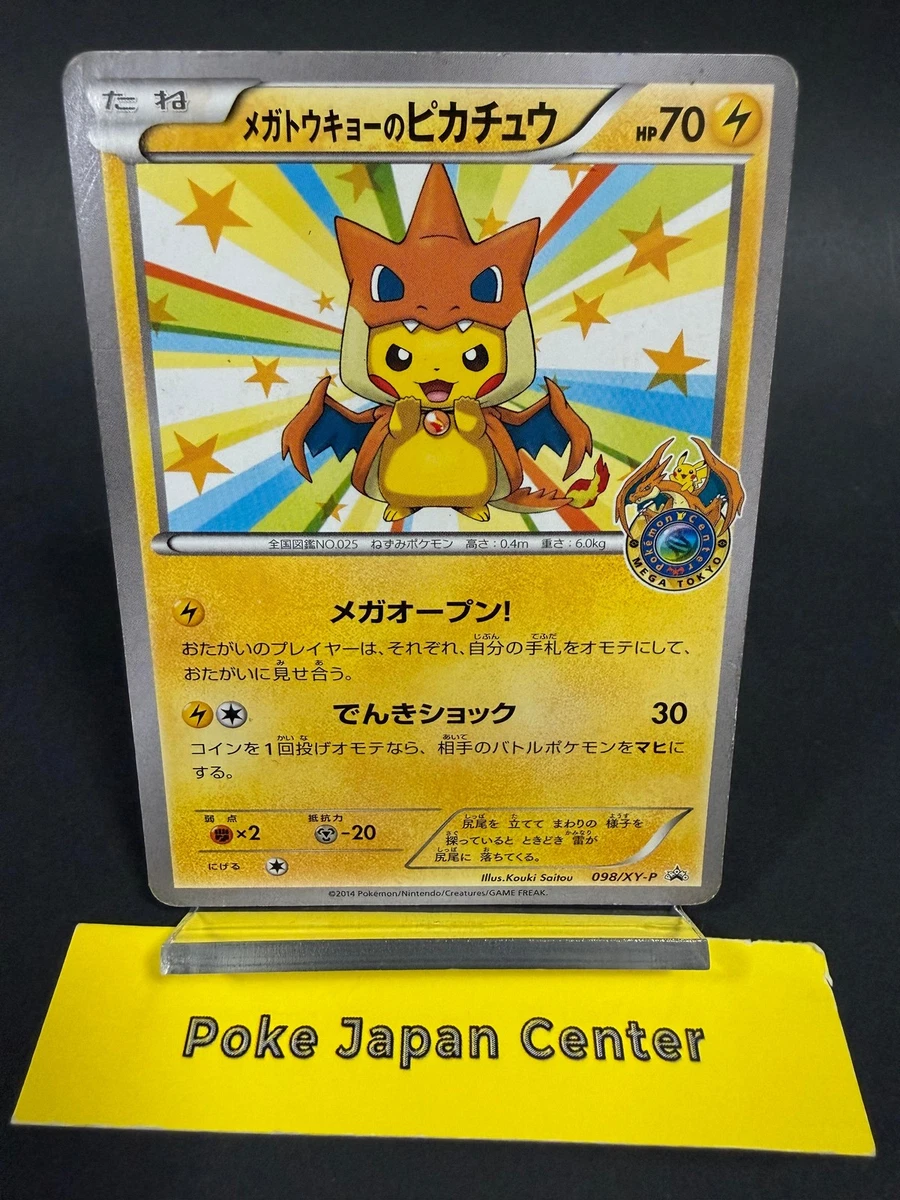 たね
メガトウキョーのピカチュウ
HP70
Pokémon Center
MEGA TOKYO
全国図鑑NO.025 ねずみポケモン 高さ:0.4m 重さ:6.0kg
メガオープン!
おたがいのプレイヤーは、それぞれ、自分の手札をオモテにして、
おたがいに見せ合う。
でんきショック 30
コインを1回投げオモテなら、相手のバトルポケモンをマヒに
する。
弱点 抵抗力
×2 -20
にげる
尻尾を 立てて まわりの 様子を
探っていると ときどき 雷が
尻尾に 落ちてくる。
Illus.Kouki Saitou 098/XY-P
©2014 Pokémon/Nintendo/Creatures/GAME FREAK.
Poke Japan Center